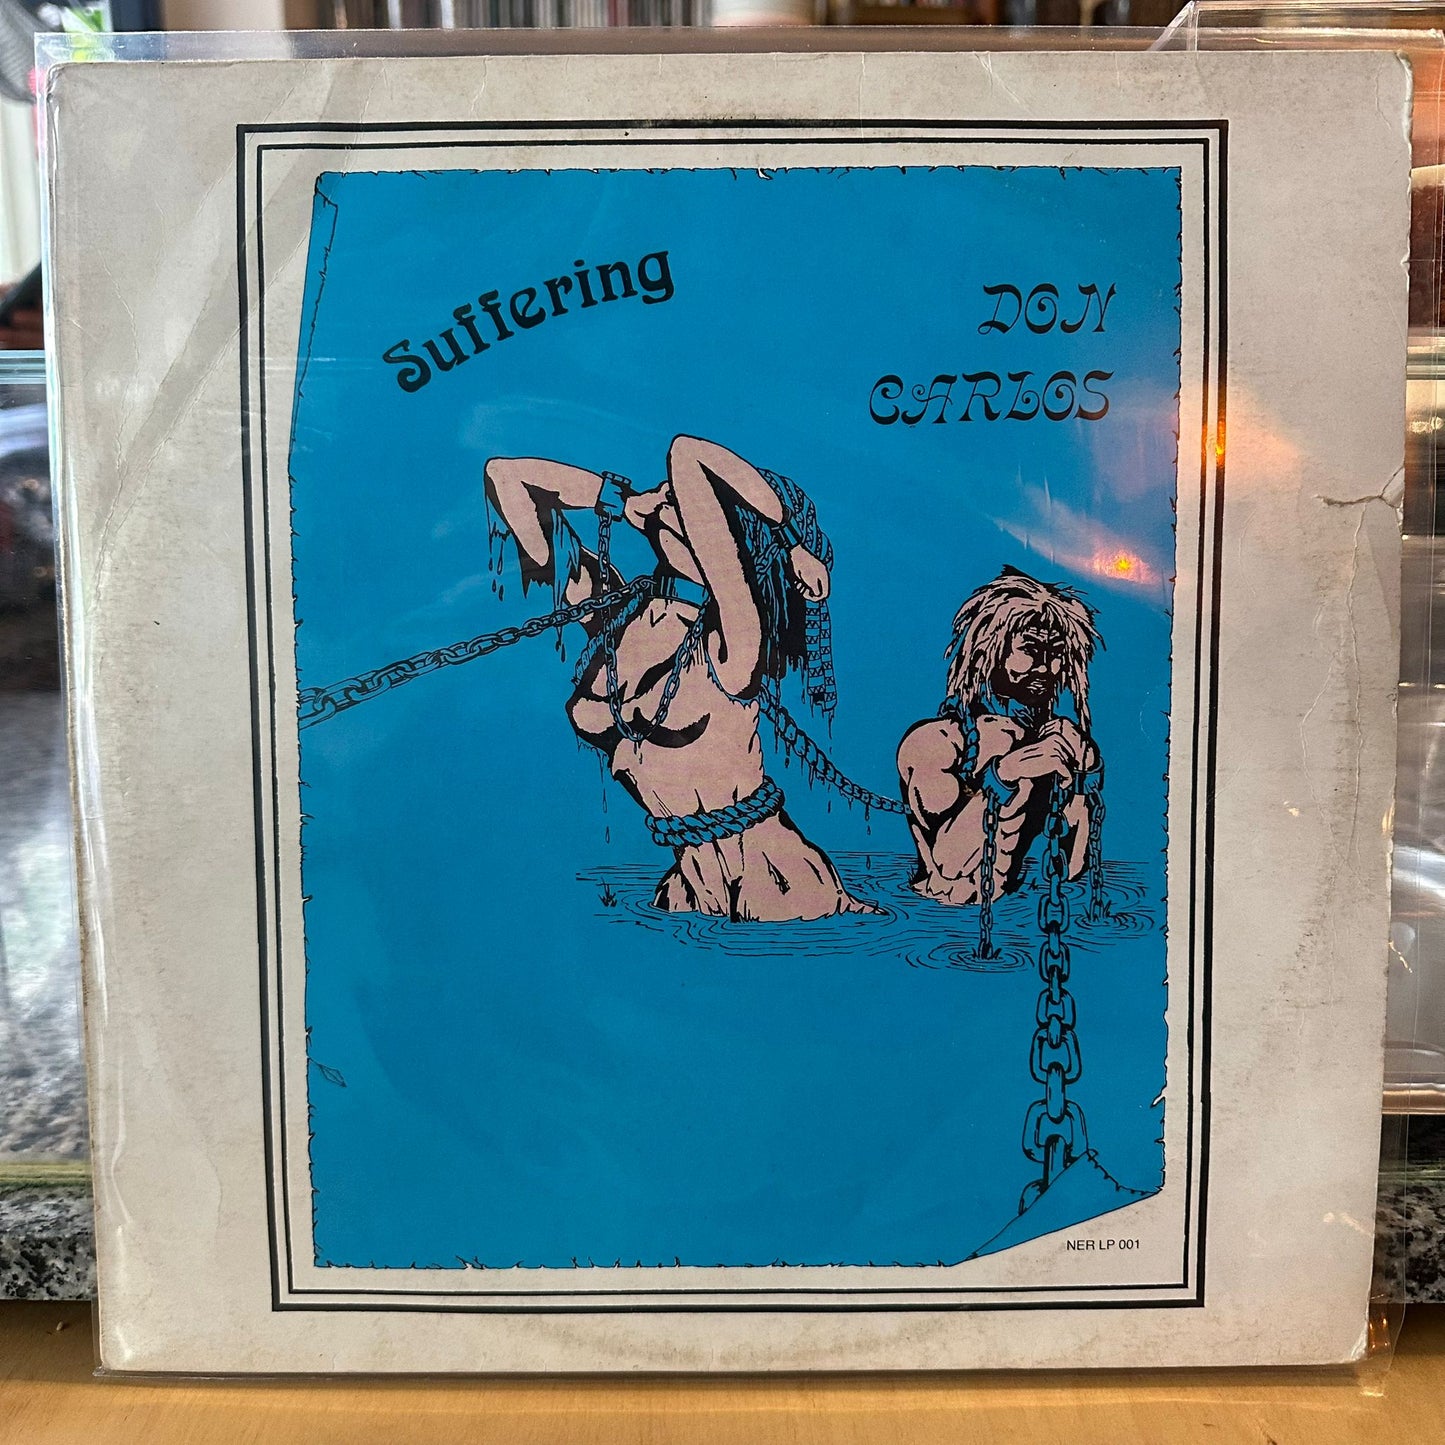 Suffering
DON
CARLOS
NER LP 001